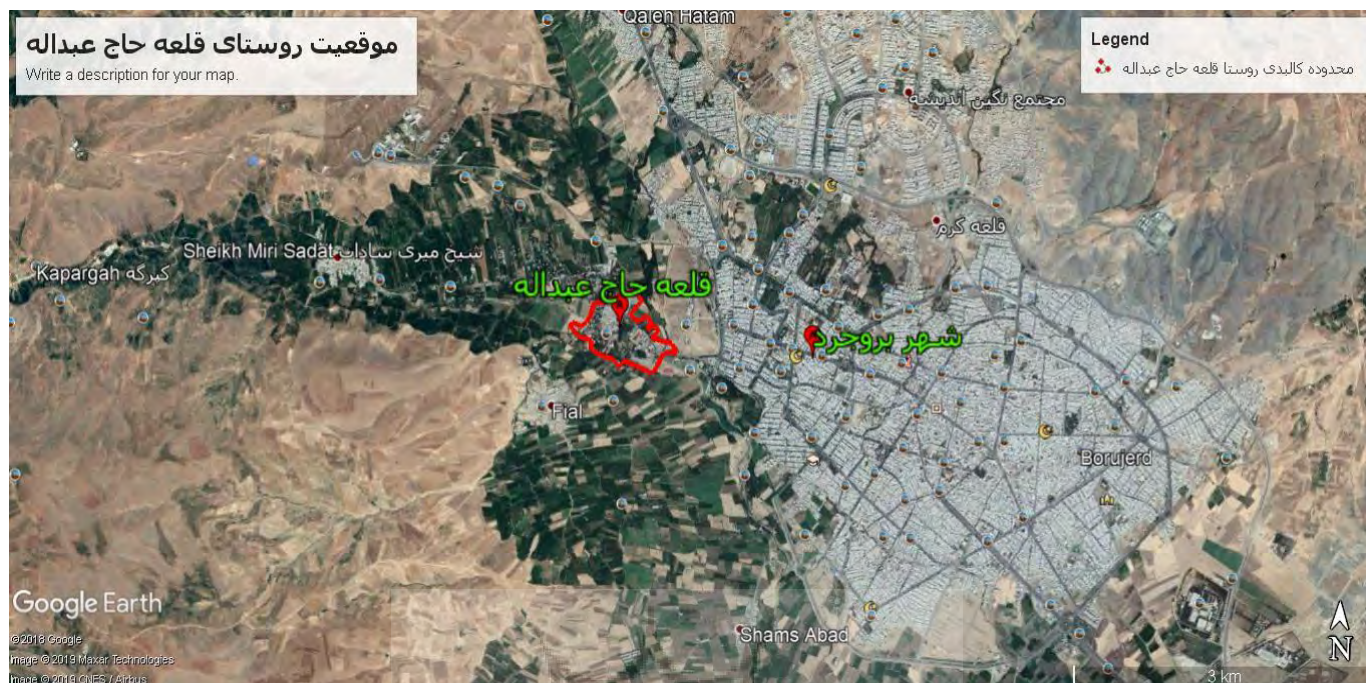 موقعیت روستای قلعه حاج عبداله
Write a description for your map.
Legend
محدوده کالبدی روستا قلعه حاج عبداله
Qaleh Hatam
مجتمع نگین اندیشه
قلعه کرم
Sheikh Miri Sadat شیخ میری سادات
Kapargah کپرگه
قلعه حاج عبداله
شهر بروجرد
Fial
Borujerd
Shams Abad
Google Earth
©2018 Google
Image © 2019 Maxar Technologies
Image © 2019 CNES / Airbus
N
3 km